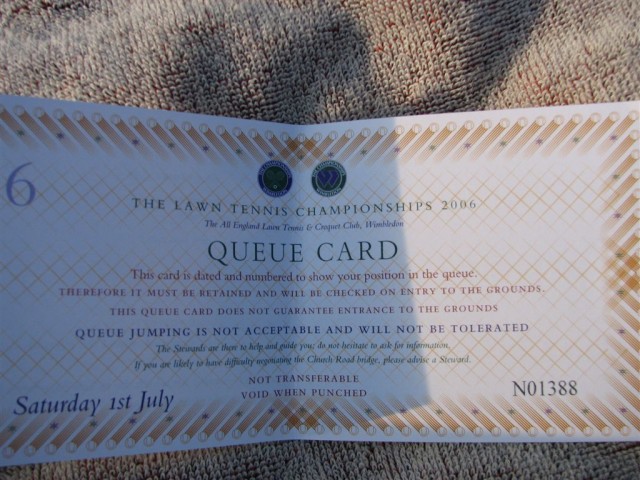 6
THE LAWN TENNIS CHAMPIONSHIPS 2006
The All England Lawn Tennis & Croquet Club, Wimbledon
QUEUE CARD
This card is dated and numbered to show your position in the queue.
THEREFORE IT MUST BE RETAINED AND WILL BE CHECKED ON ENTRY TO THE GROUNDS.
THIS QUEUE CARD DOES NOT GUARANTEE ENTRANCE TO THE GROUNDS
QUEUE JUMPING IS NOT ACCEPTABLE AND WILL NOT BE TOLERATED
The Stewards are there to help and guide you; do not hesitate to ask for information.
If you are likely to have difficulty negotiating the Church Road bridge, please advise a Steward.
NOT TRANSFERABLE
VOID WHEN PUNCHED
Saturday 1st July
N01388